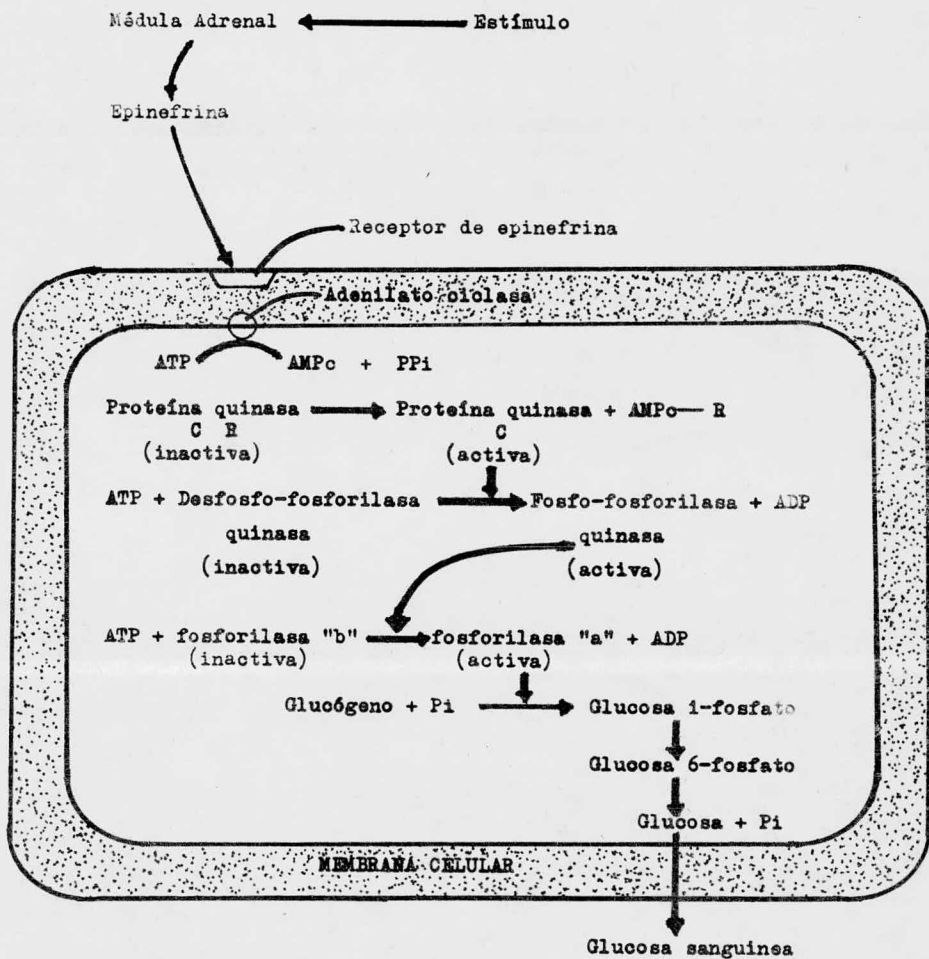 Médula Adrenal Estímulo
Epinefrina
Receptor de epinefrina
Adenilato ciclasa
ATP AMPc + PPi
Proteína quinasa Proteína quinasa + AMPc— R
C R C
(inactiva) (activa)
ATP + Desfosfo-fosforilasa Fosfo-fosforilasa + ADP
quinasa quinasa
(inactiva) (activa)
ATP + fosforilasa "b" fosforilasa "a" + ADP
(inactiva) (activa)
Glucógeno + Pi Glucosa 1-fosfato
Glucosa 6-fosfato
Glucosa + Pi
MEMBRANA CELULAR
Glucosa sanguinea